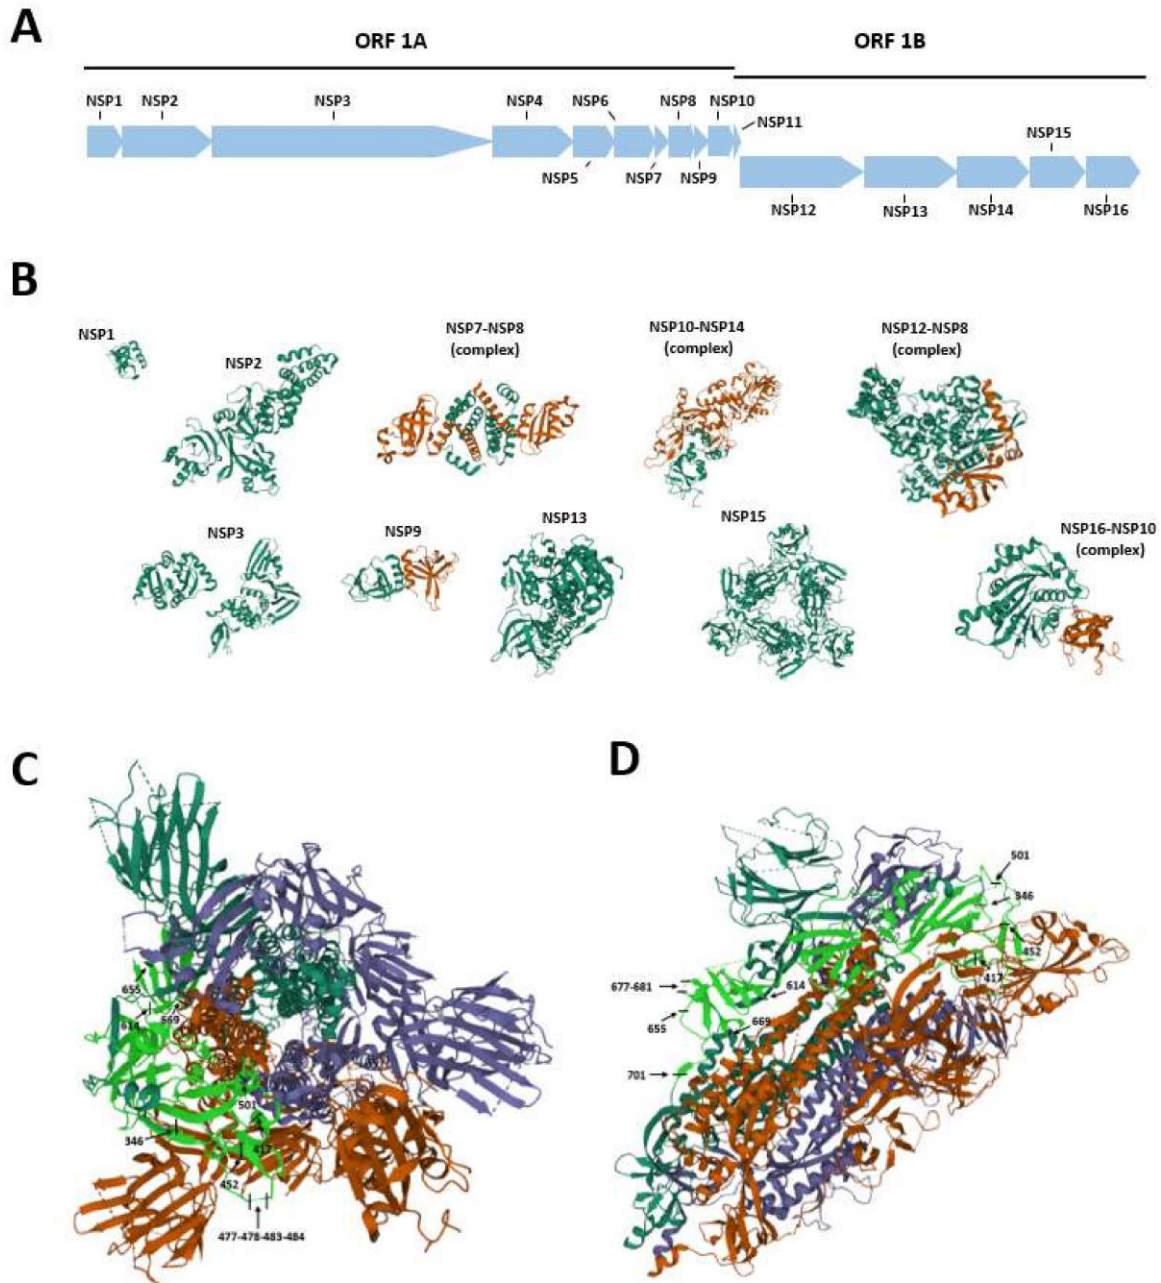 A
ORF 1A
ORF 1B
NSP1
NSP2
NSP3
NSP4
NSP6
NSP8
NSP10
NSP11
NSP15
NSP5
NSP7
NSP9
NSP12
NSP13
NSP14
NSP16
B
NSP1
NSP2
NSP7-NSP8
(complex)
NSP10-NSP14
(complex)
NSP12-NSP8
(complex)
NSP3
NSP9
NSP13
NSP15
NSP16-NSP10
(complex)
C
655
614
669
501
346
417
452
477-478-483-484
D
501
346
452
417
677-681
614
655
669
701